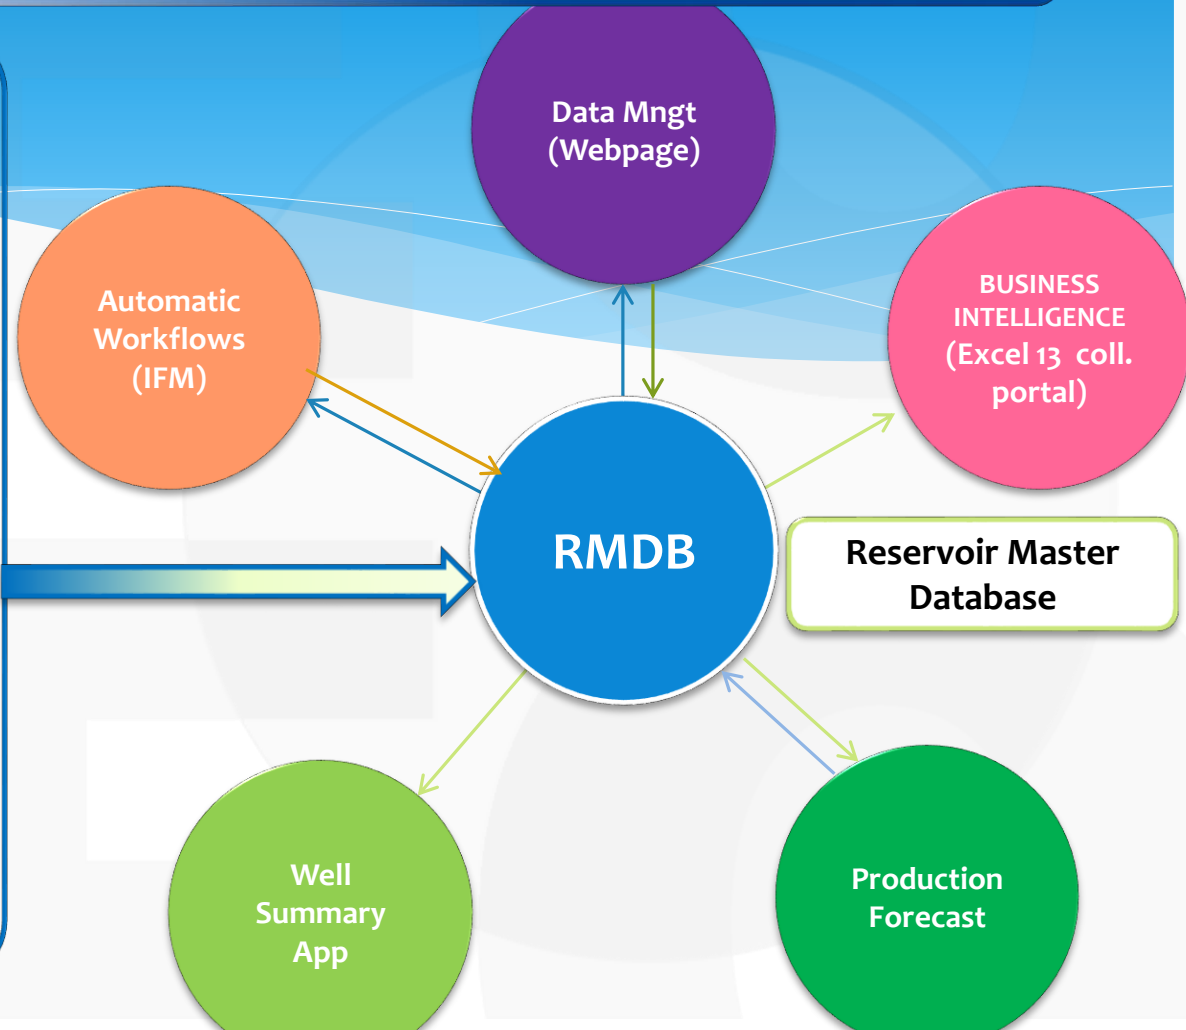 Data Mngt
(Webpage)
Automatic
Workflows
(IFM)
BUSINESS
INTELLIGENCE
(Excel 13  coll.
portal)
RMDB
Reservoir Master
Database
Well
Summary
App
Production
Forecast